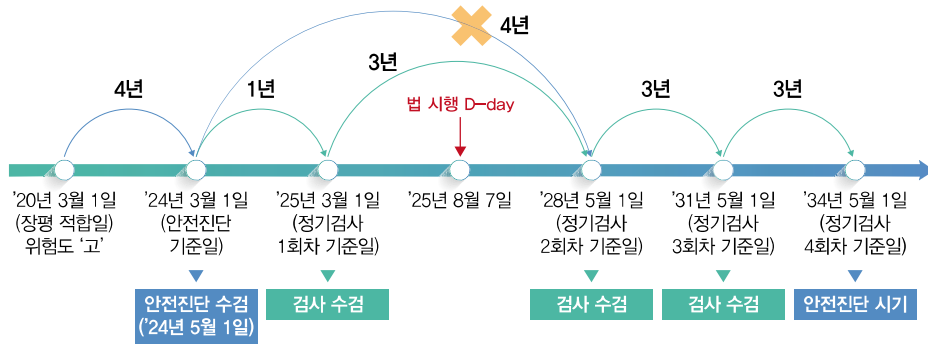 4년
4년
1년
3년
3년
3년
법 시행 D-day
’20년 3월 1일
(장평 적합일)
위험도 ‘고’
’24년 3월 1일
(안전진단
기준일)
안전진단 수검
(’24년 5월 1일)
’25년 3월 1일
(정기검사
1회차 기준일)
검사 수검
’25년 8월 7일
’28년 5월 1일
(정기검사
2회차 기준일)
검사 수검
’31년 5월 1일
(정기검사
3회차 기준일)
검사 수검
’34년 5월 1일
(정기검사
4회차 기준일)
안전진단 시기